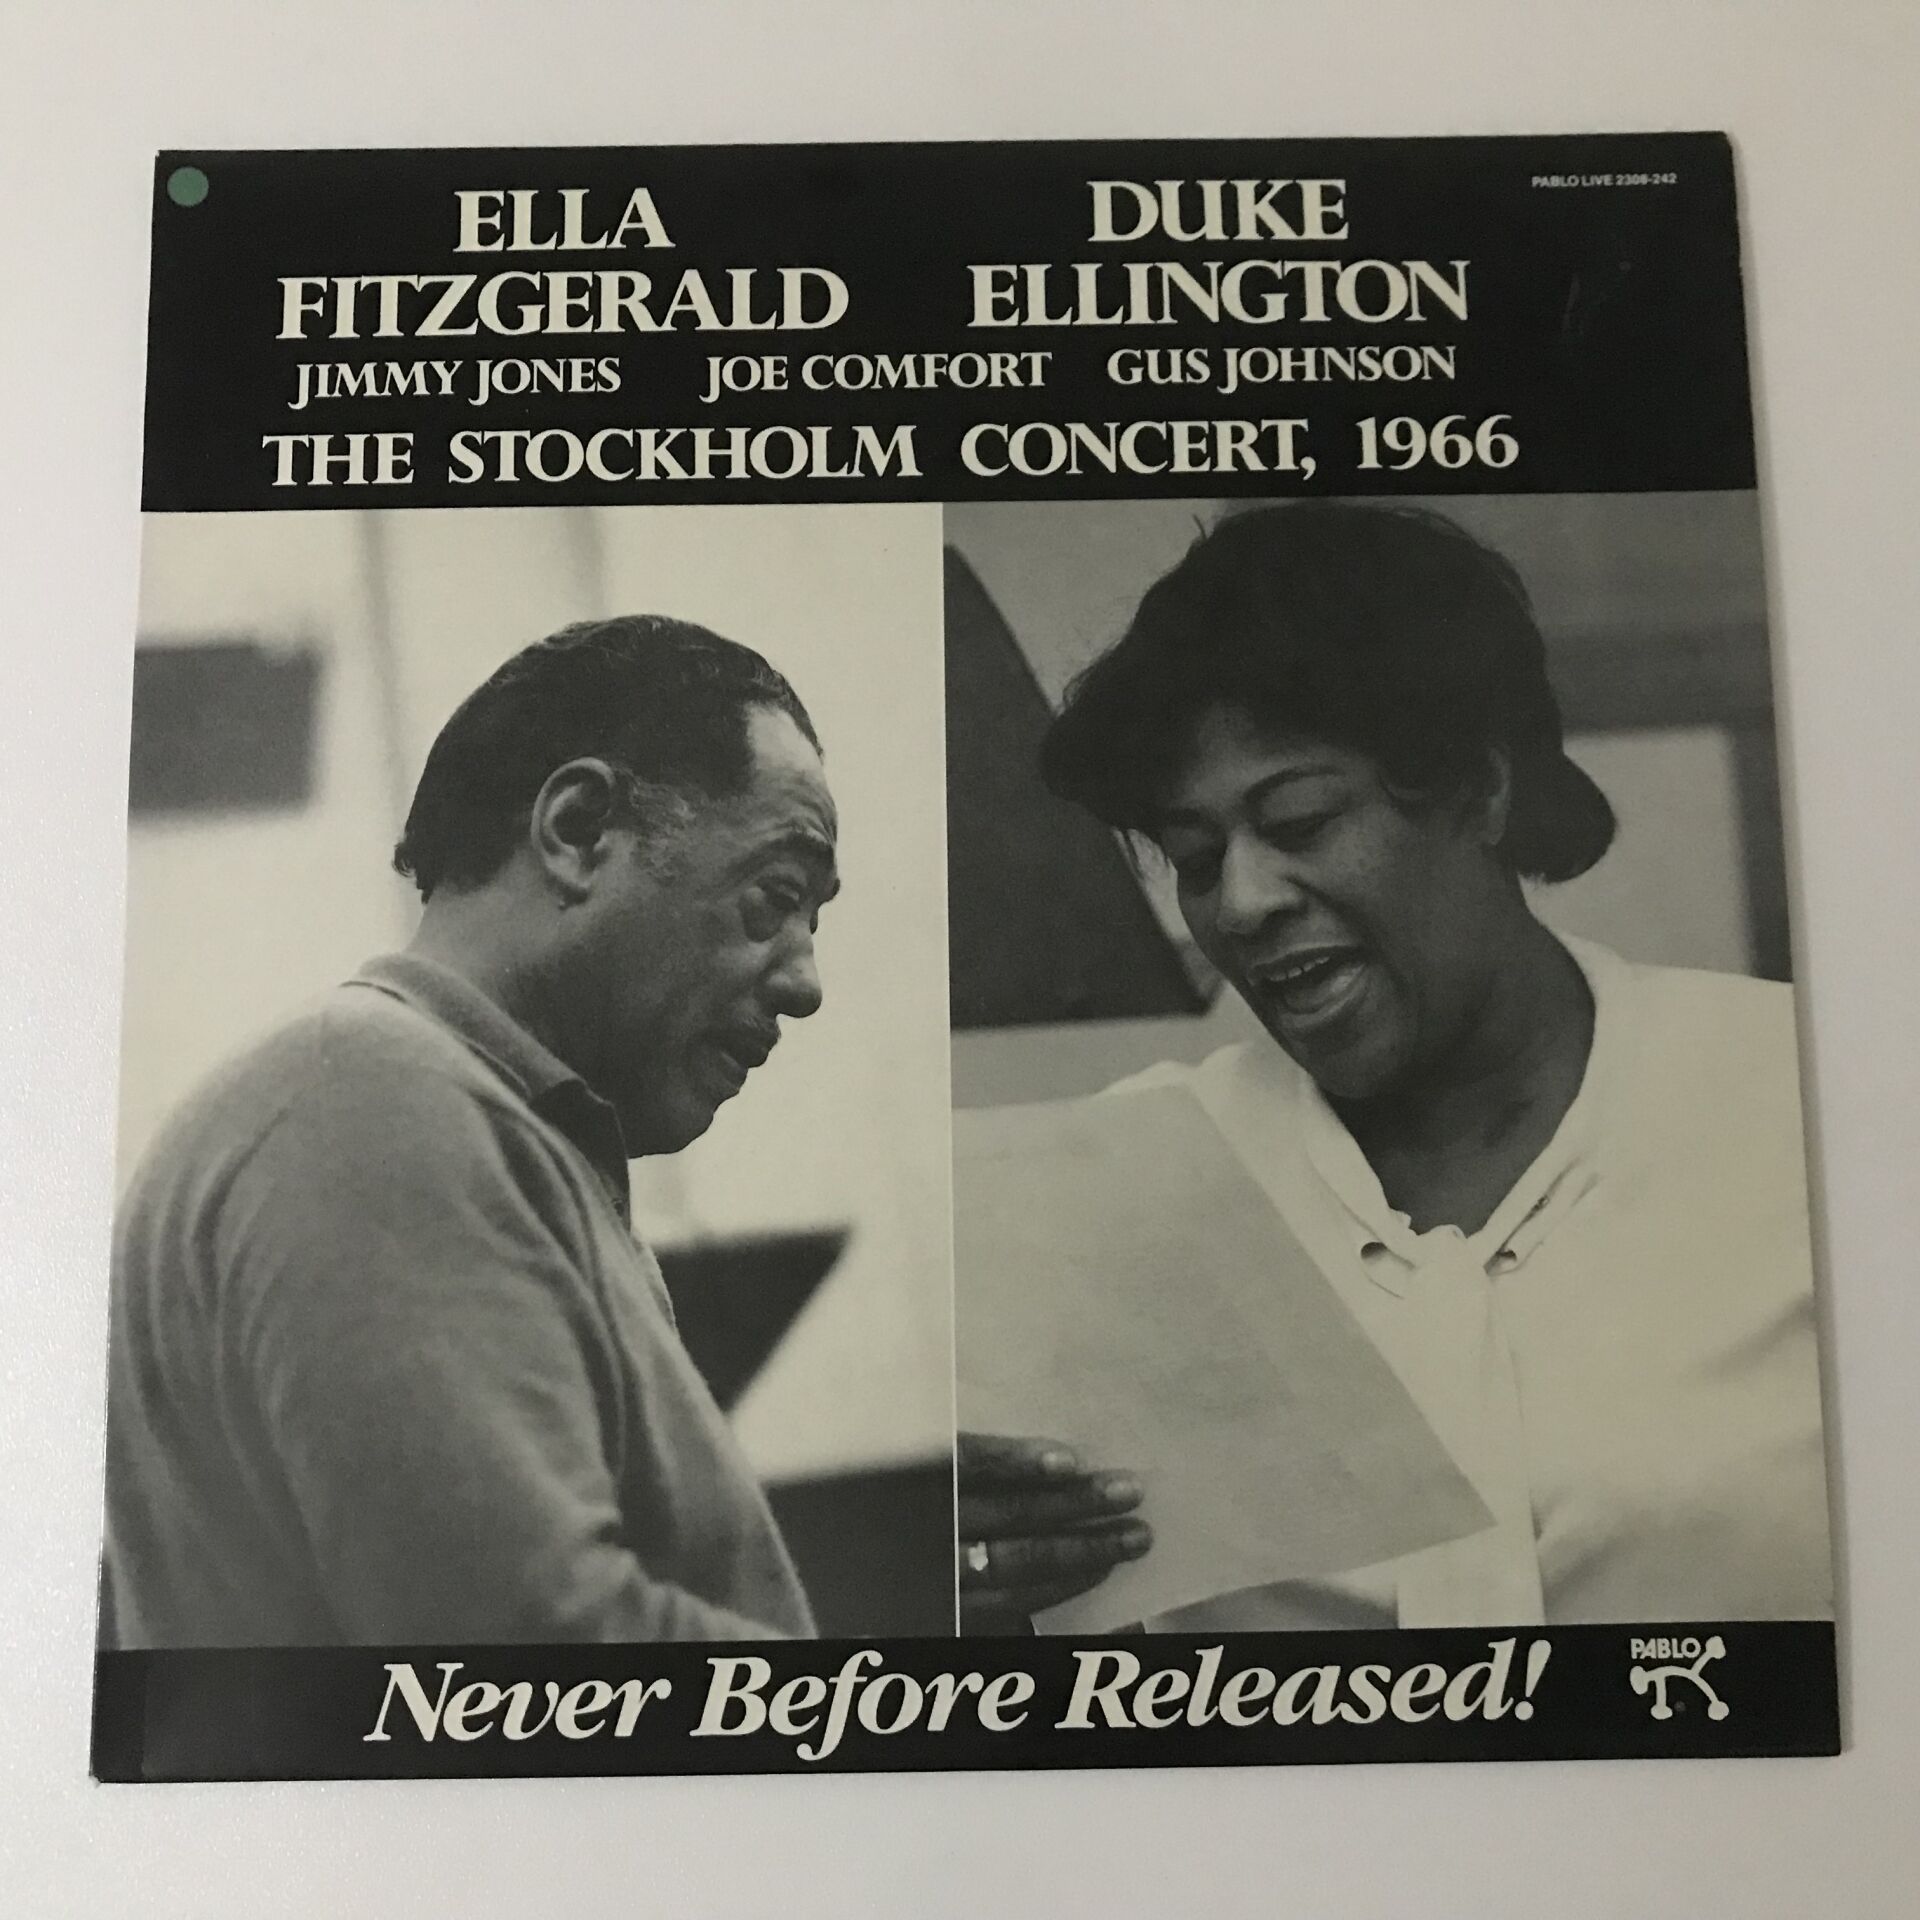 PABLO LIVE 2308-242
ELLA DUKE
FITZGERALD ELLINGTON
JIMMY JONES JOE COMFORT GUS JOHNSON
THE STOCKHOLM CONCERT, 1966
Never Before Released!
PABLO